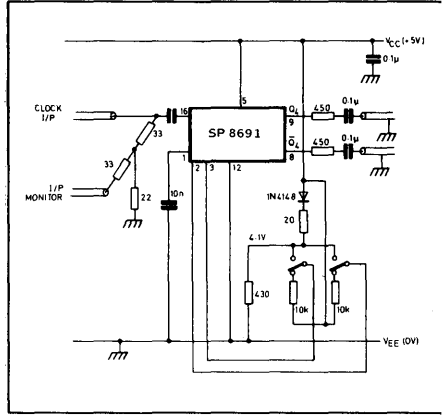 VCC (+5V)
0.1µ
CLOCK
I/P
16
5
Q4
9
450
0.1µ
33
SP 8691
Q̅4
8
450
0.1µ
33
1
2
3
12
I/P
MONITOR
22
10n
1N4148
20
4.1V
430
10k
10k
VEE (0V)